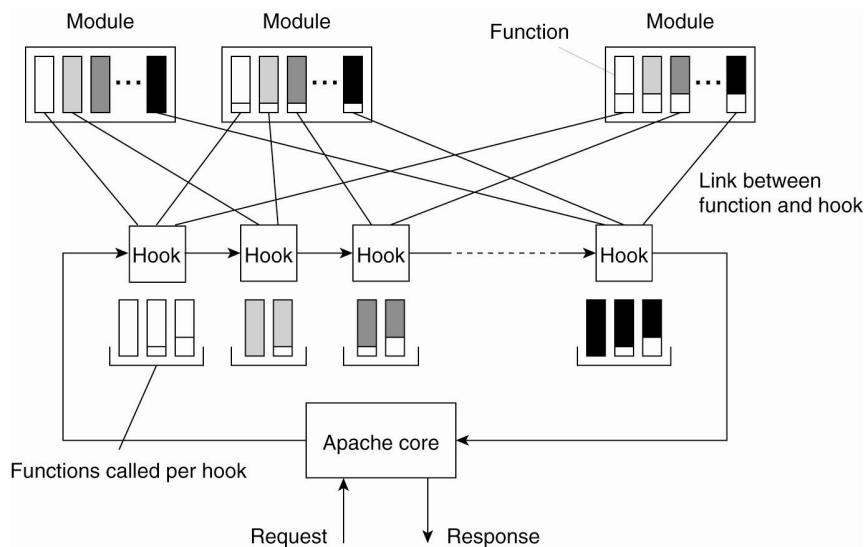 Module
Module
Module
Function
Link between
function and hook
Hook
Hook
Hook
Hook
Functions called per hook
Apache core
Request
Response